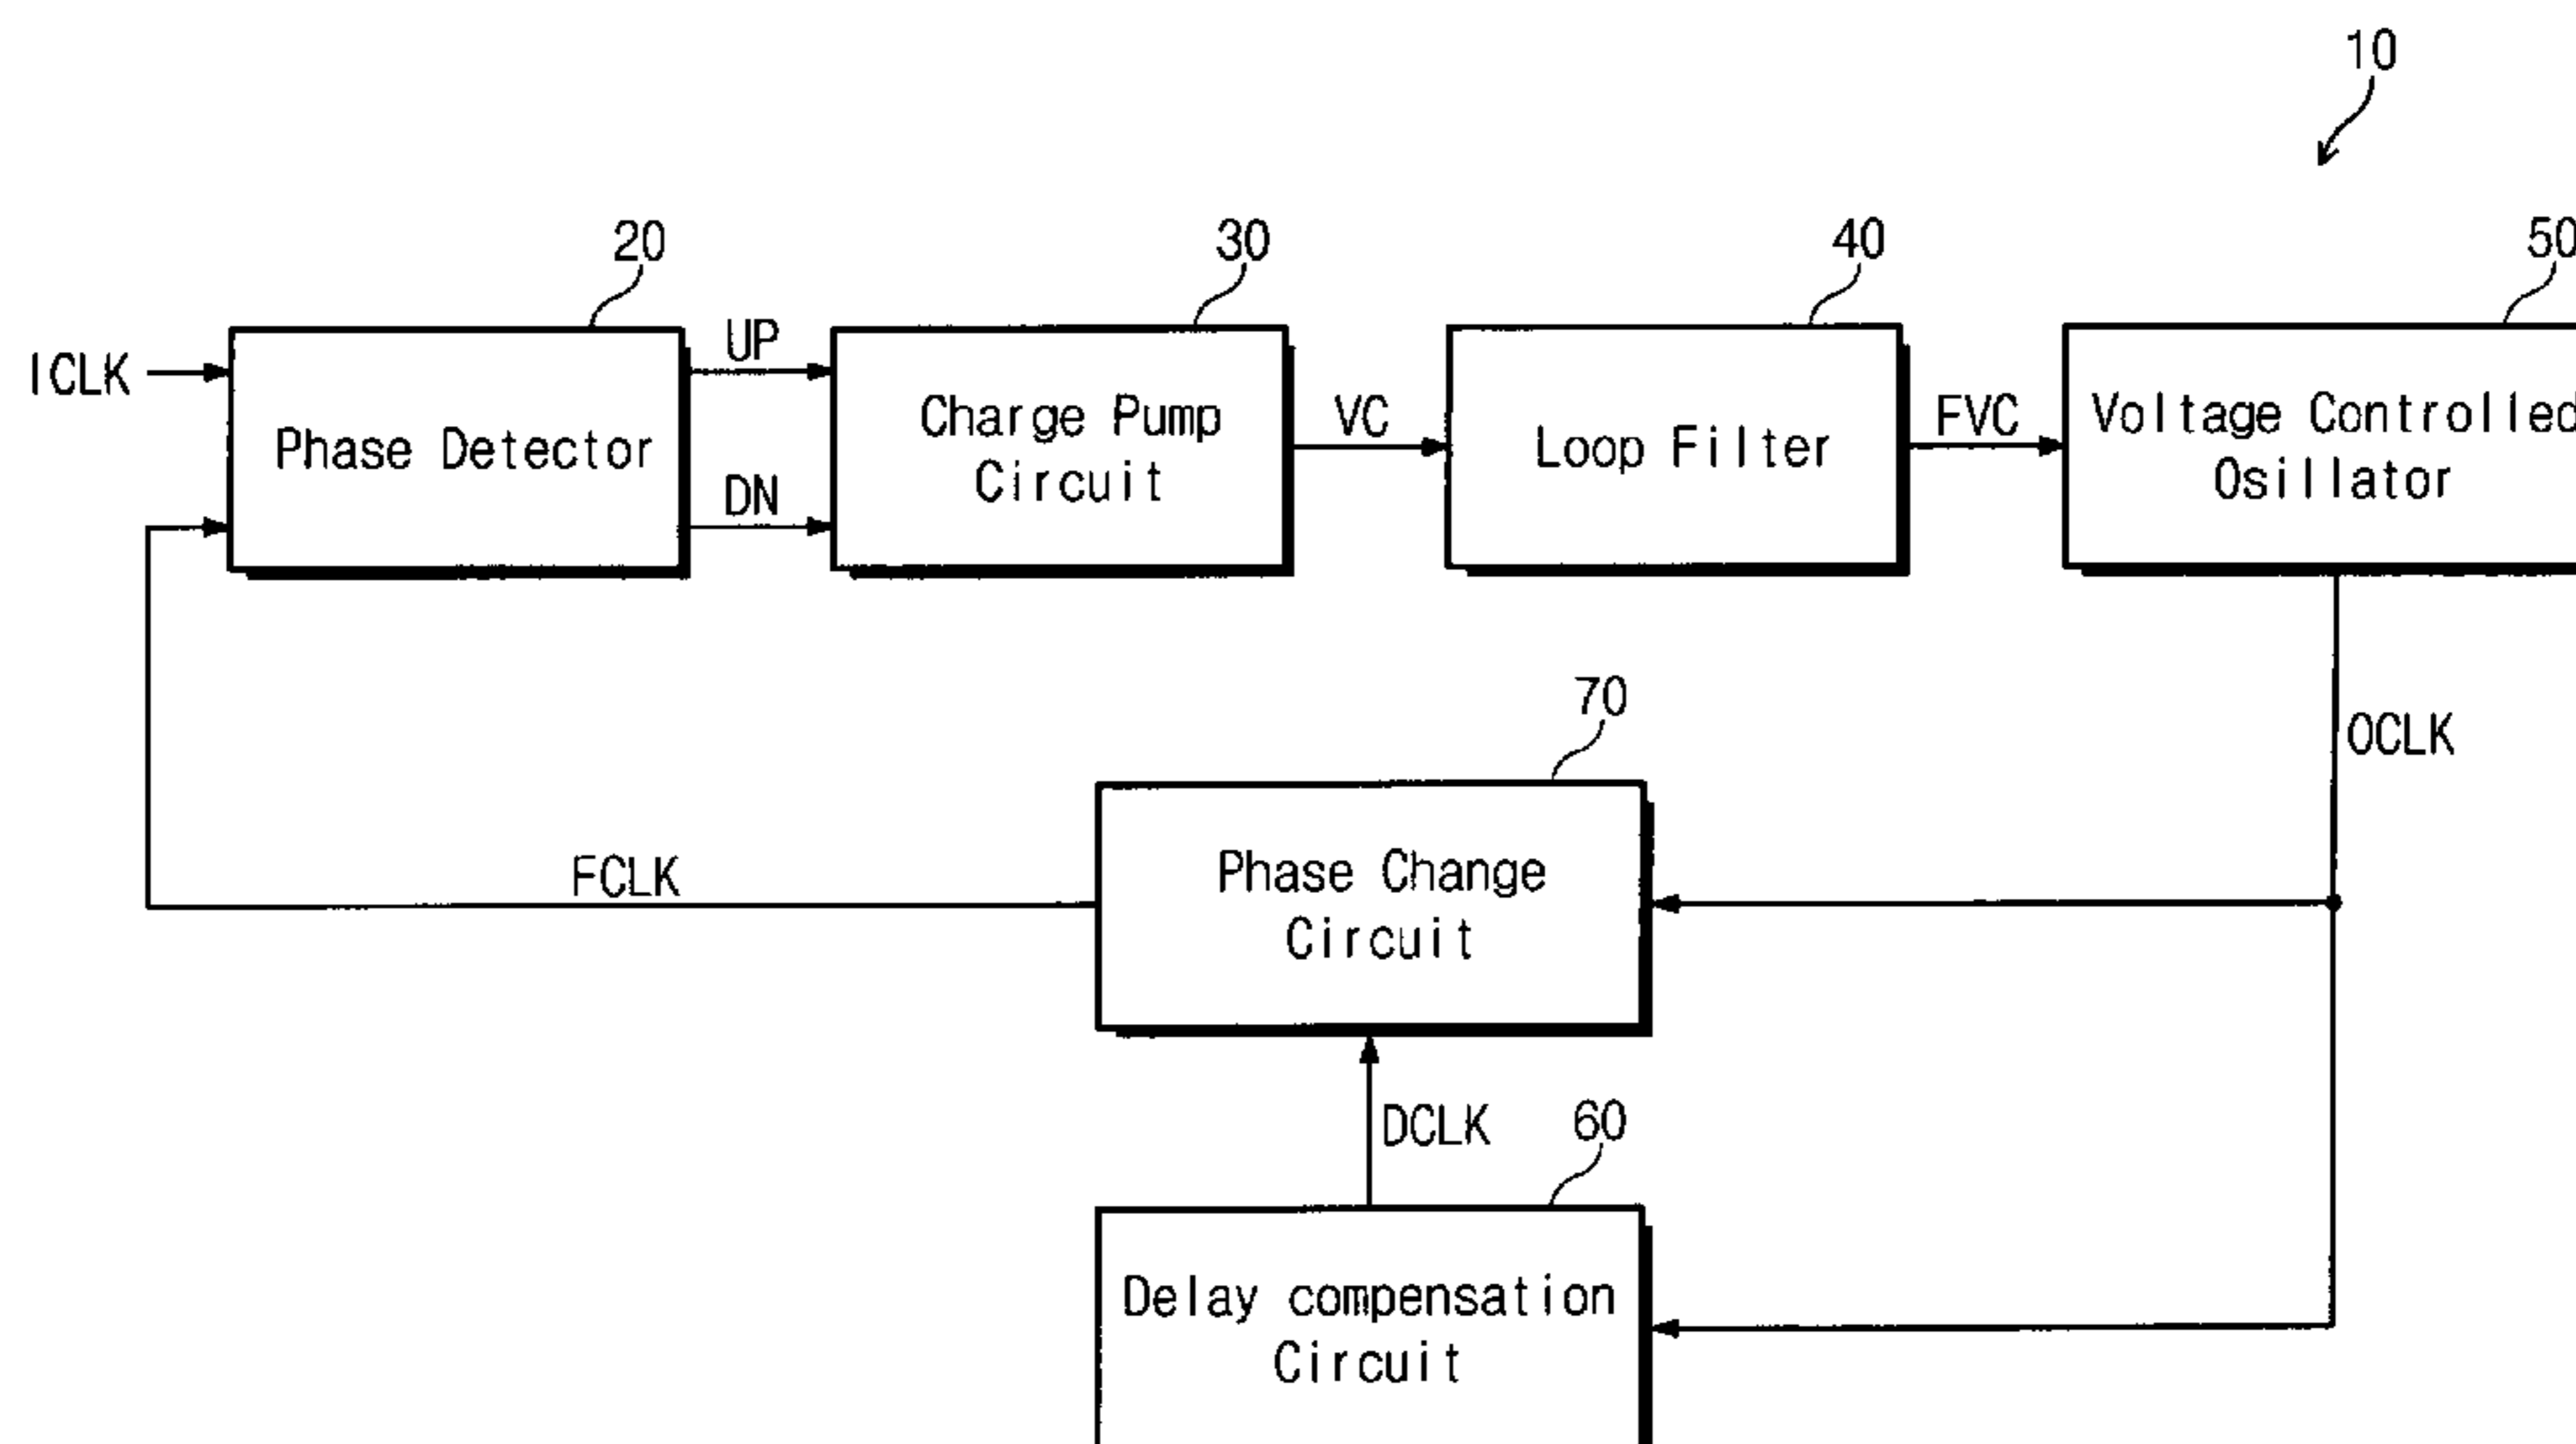 10
20
30
40
50
ICLK
UP
DN
Phase Detector
Charge Pump
Circuit
VC
Loop Filter
FVC
Voltage Controlled
Osillator
OCLK
70
Phase Change
Circuit
FCLK
DCLK
60
Delay compensation
Circuit